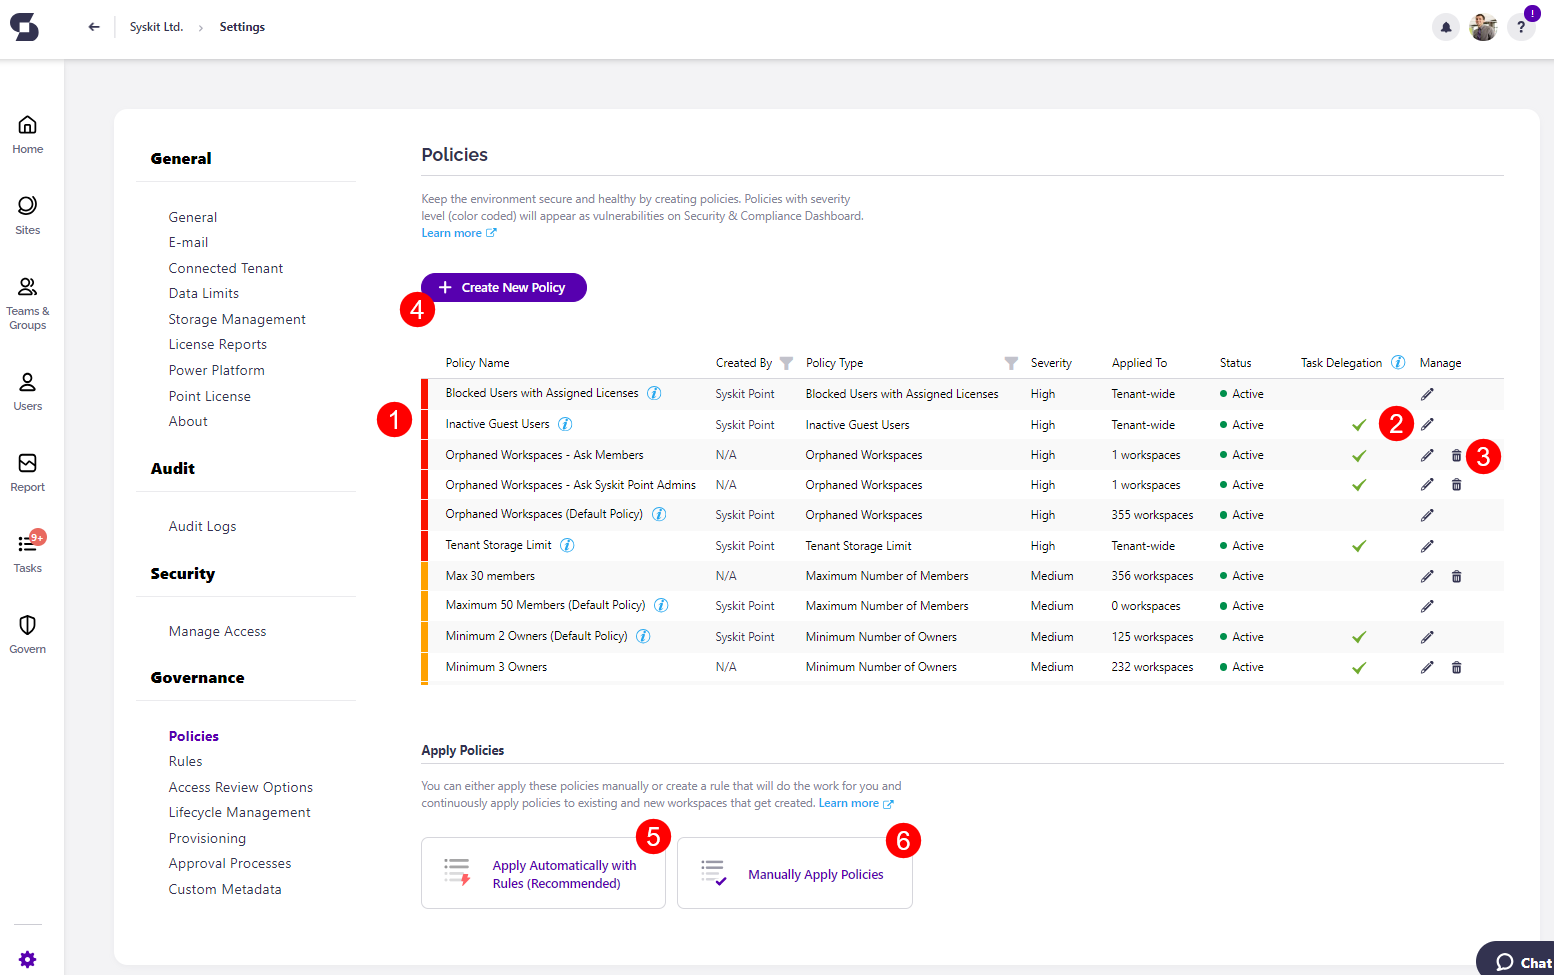 Syskit Ltd. › Settings
?
!
Home
Sites
Teams &
Groups
Users
Report
9+
Tasks
Govern
General
General
E-mail
Connected Tenant
Data Limits
Storage Management
License Reports
Power Platform
Point License
About
Audit
Audit Logs
Security
Manage Access
Governance
Policies
Rules
Access Review Options
Lifecycle Management
Provisioning
Approval Processes
Custom Metadata
Policies
Keep the environment secure and healthy by creating policies. Policies with severity
level (color coded) will appear as vulnerabilities on Security & Compliance Dashboard.
Learn more
+ Create New Policy
4
Policy Name Created By Policy Type Severity Applied To Status Task Delegation i Manage
Blocked Users with Assigned Licenses i Syskit Point Blocked Users with Assigned Licenses High Tenant-wide Active
1
Inactive Guest Users i Syskit Point Inactive Guest Users High Tenant-wide Active 2
Orphaned Workspaces - Ask Members N/A Orphaned Workspaces High 1 workspaces Active 3
Orphaned Workspaces - Ask Syskit Point Admins N/A Orphaned Workspaces High 1 workspaces Active
Orphaned Workspaces (Default Policy) i Syskit Point Orphaned Workspaces High 355 workspaces Active
Tenant Storage Limit i Syskit Point Tenant Storage Limit High Tenant-wide Active
Max 30 members N/A Maximum Number of Members Medium 356 workspaces Active
Maximum 50 Members (Default Policy) i Syskit Point Maximum Number of Members Medium 0 workspaces Active
Minimum 2 Owners (Default Policy) i Syskit Point Minimum Number of Owners Medium 125 workspaces Active
Minimum 3 Owners N/A Minimum Number of Owners Medium 232 workspaces Active
Apply Policies
You can either apply these policies manually or create a rule that will do the work for you and
continuously apply policies to existing and new workspaces that get created. Learn more
5
Apply Automatically with
Rules (Recommended)
6
Manually Apply Policies
Chat